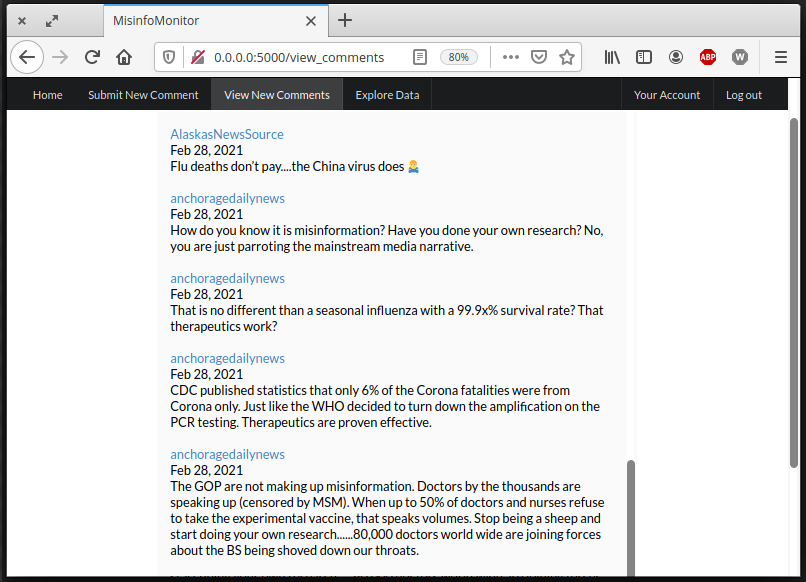 MisinfoMonitor
0.0.0.0:5000/view_comments
80%
ABP
W
Home
Submit New Comment
View New Comments
Explore Data
Your Account
Log out
AlaskasNewsSource
Feb 28, 2021
Flu deaths don't pay....the China virus does 🤷‍♂️
anchoragedailynews
Feb 28, 2021
How do you know it is misinformation? Have you done your own research? No,
you are just parroting the mainstream media narrative.
anchoragedailynews
Feb 28, 2021
That is no different than a seasonal influenza with a 99.9x% survival rate? That
therapeutics work?
anchoragedailynews
Feb 28, 2021
CDC published statistics that only 6% of the Corona fatalities were from
Corona only. Just like the WHO decided to turn down the amplification on the
PCR testing. Therapeutics are proven effective.
anchoragedailynews
Feb 28, 2021
The GOP are not making up misinformation. Doctors by the thousands are
speaking up (censored by MSM). When up to 50% of doctors and nurses refuse
to take the experimental vaccine, that speaks volumes. Stop being a sheep and
start doing your own research......80,000 doctors world wide are joining forces
about the BS being shoved down our throats.